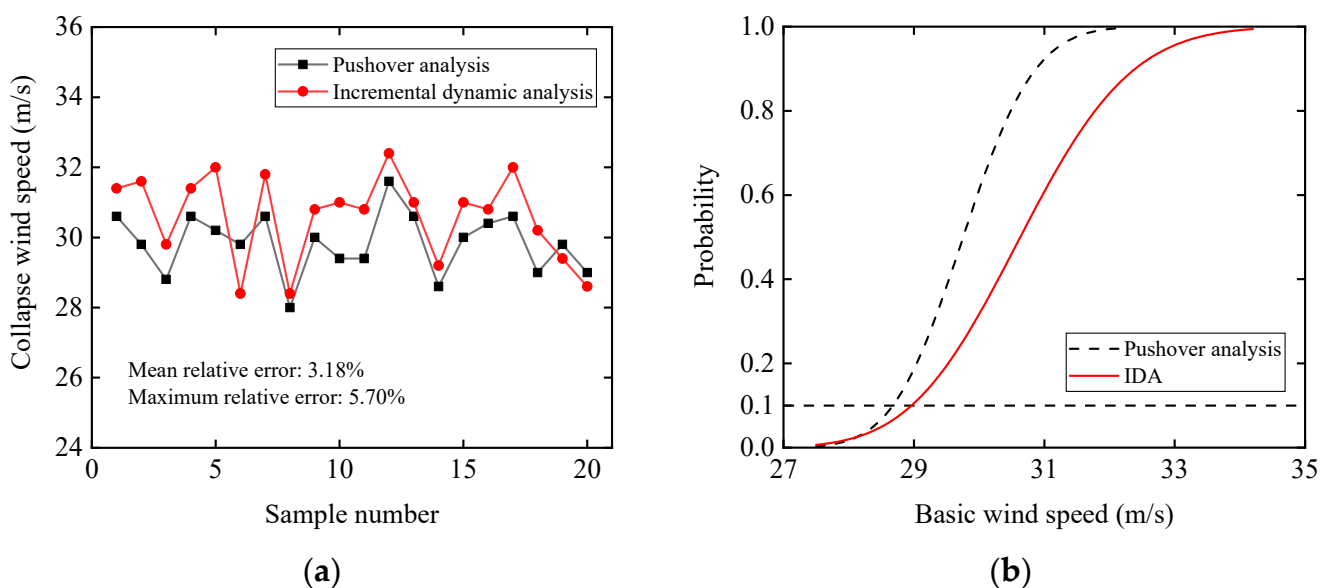 36
34
32
30
28
26
24
0
5
10
15
20
Collapse wind speed (m/s)
Sample number
Pushover analysis
Incremental dynamic analysis
Mean relative error: 3.18%
Maximum relative error: 5.70%
(a)
1.0
0.8
0.6
0.4
0.2
0.1
0.0
27
29
31
33
35
Probability
Basic wind speed (m/s)
Pushover analysis
IDA
(b)